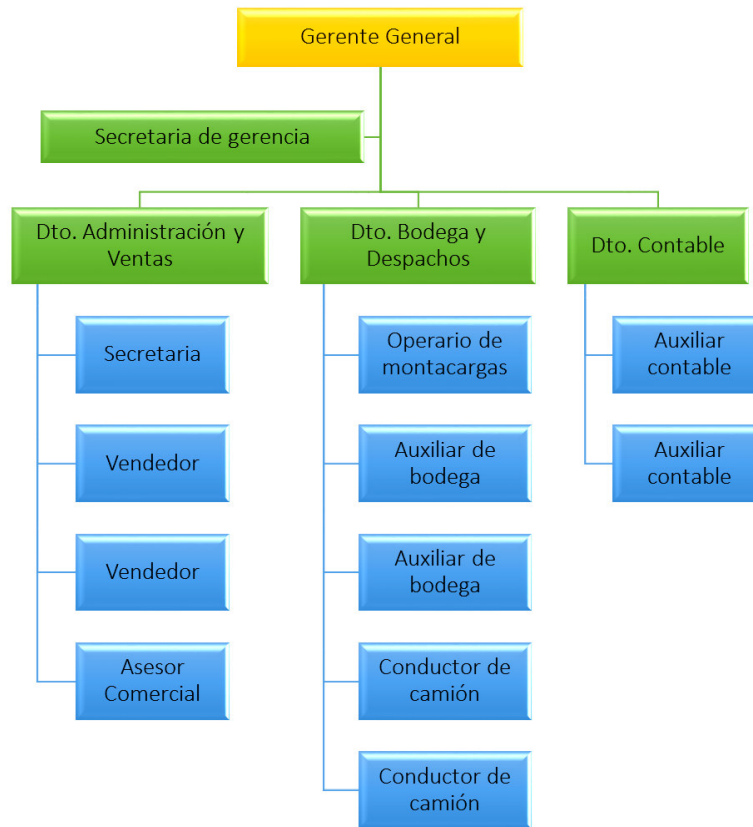 Gerente General
Secretaria de gerencia
Dto. Administración y
Ventas
Secretaria
Vendedor
Vendedor
Asesor
Comercial
Dto. Bodega y
Despachos
Operario de
montacargas
Auxiliar de
bodega
Auxiliar de
bodega
Conductor de
camión
Conductor de
camión
Dto. Contable
Auxiliar
contable
Auxiliar
contable